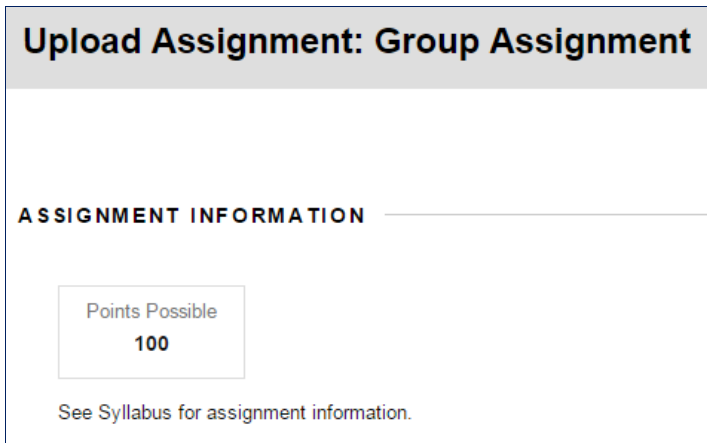 Upload Assignment: Group Assignment
ASSIGNMENT INFORMATION
Points Possible
100
See Syllabus for assignment information.